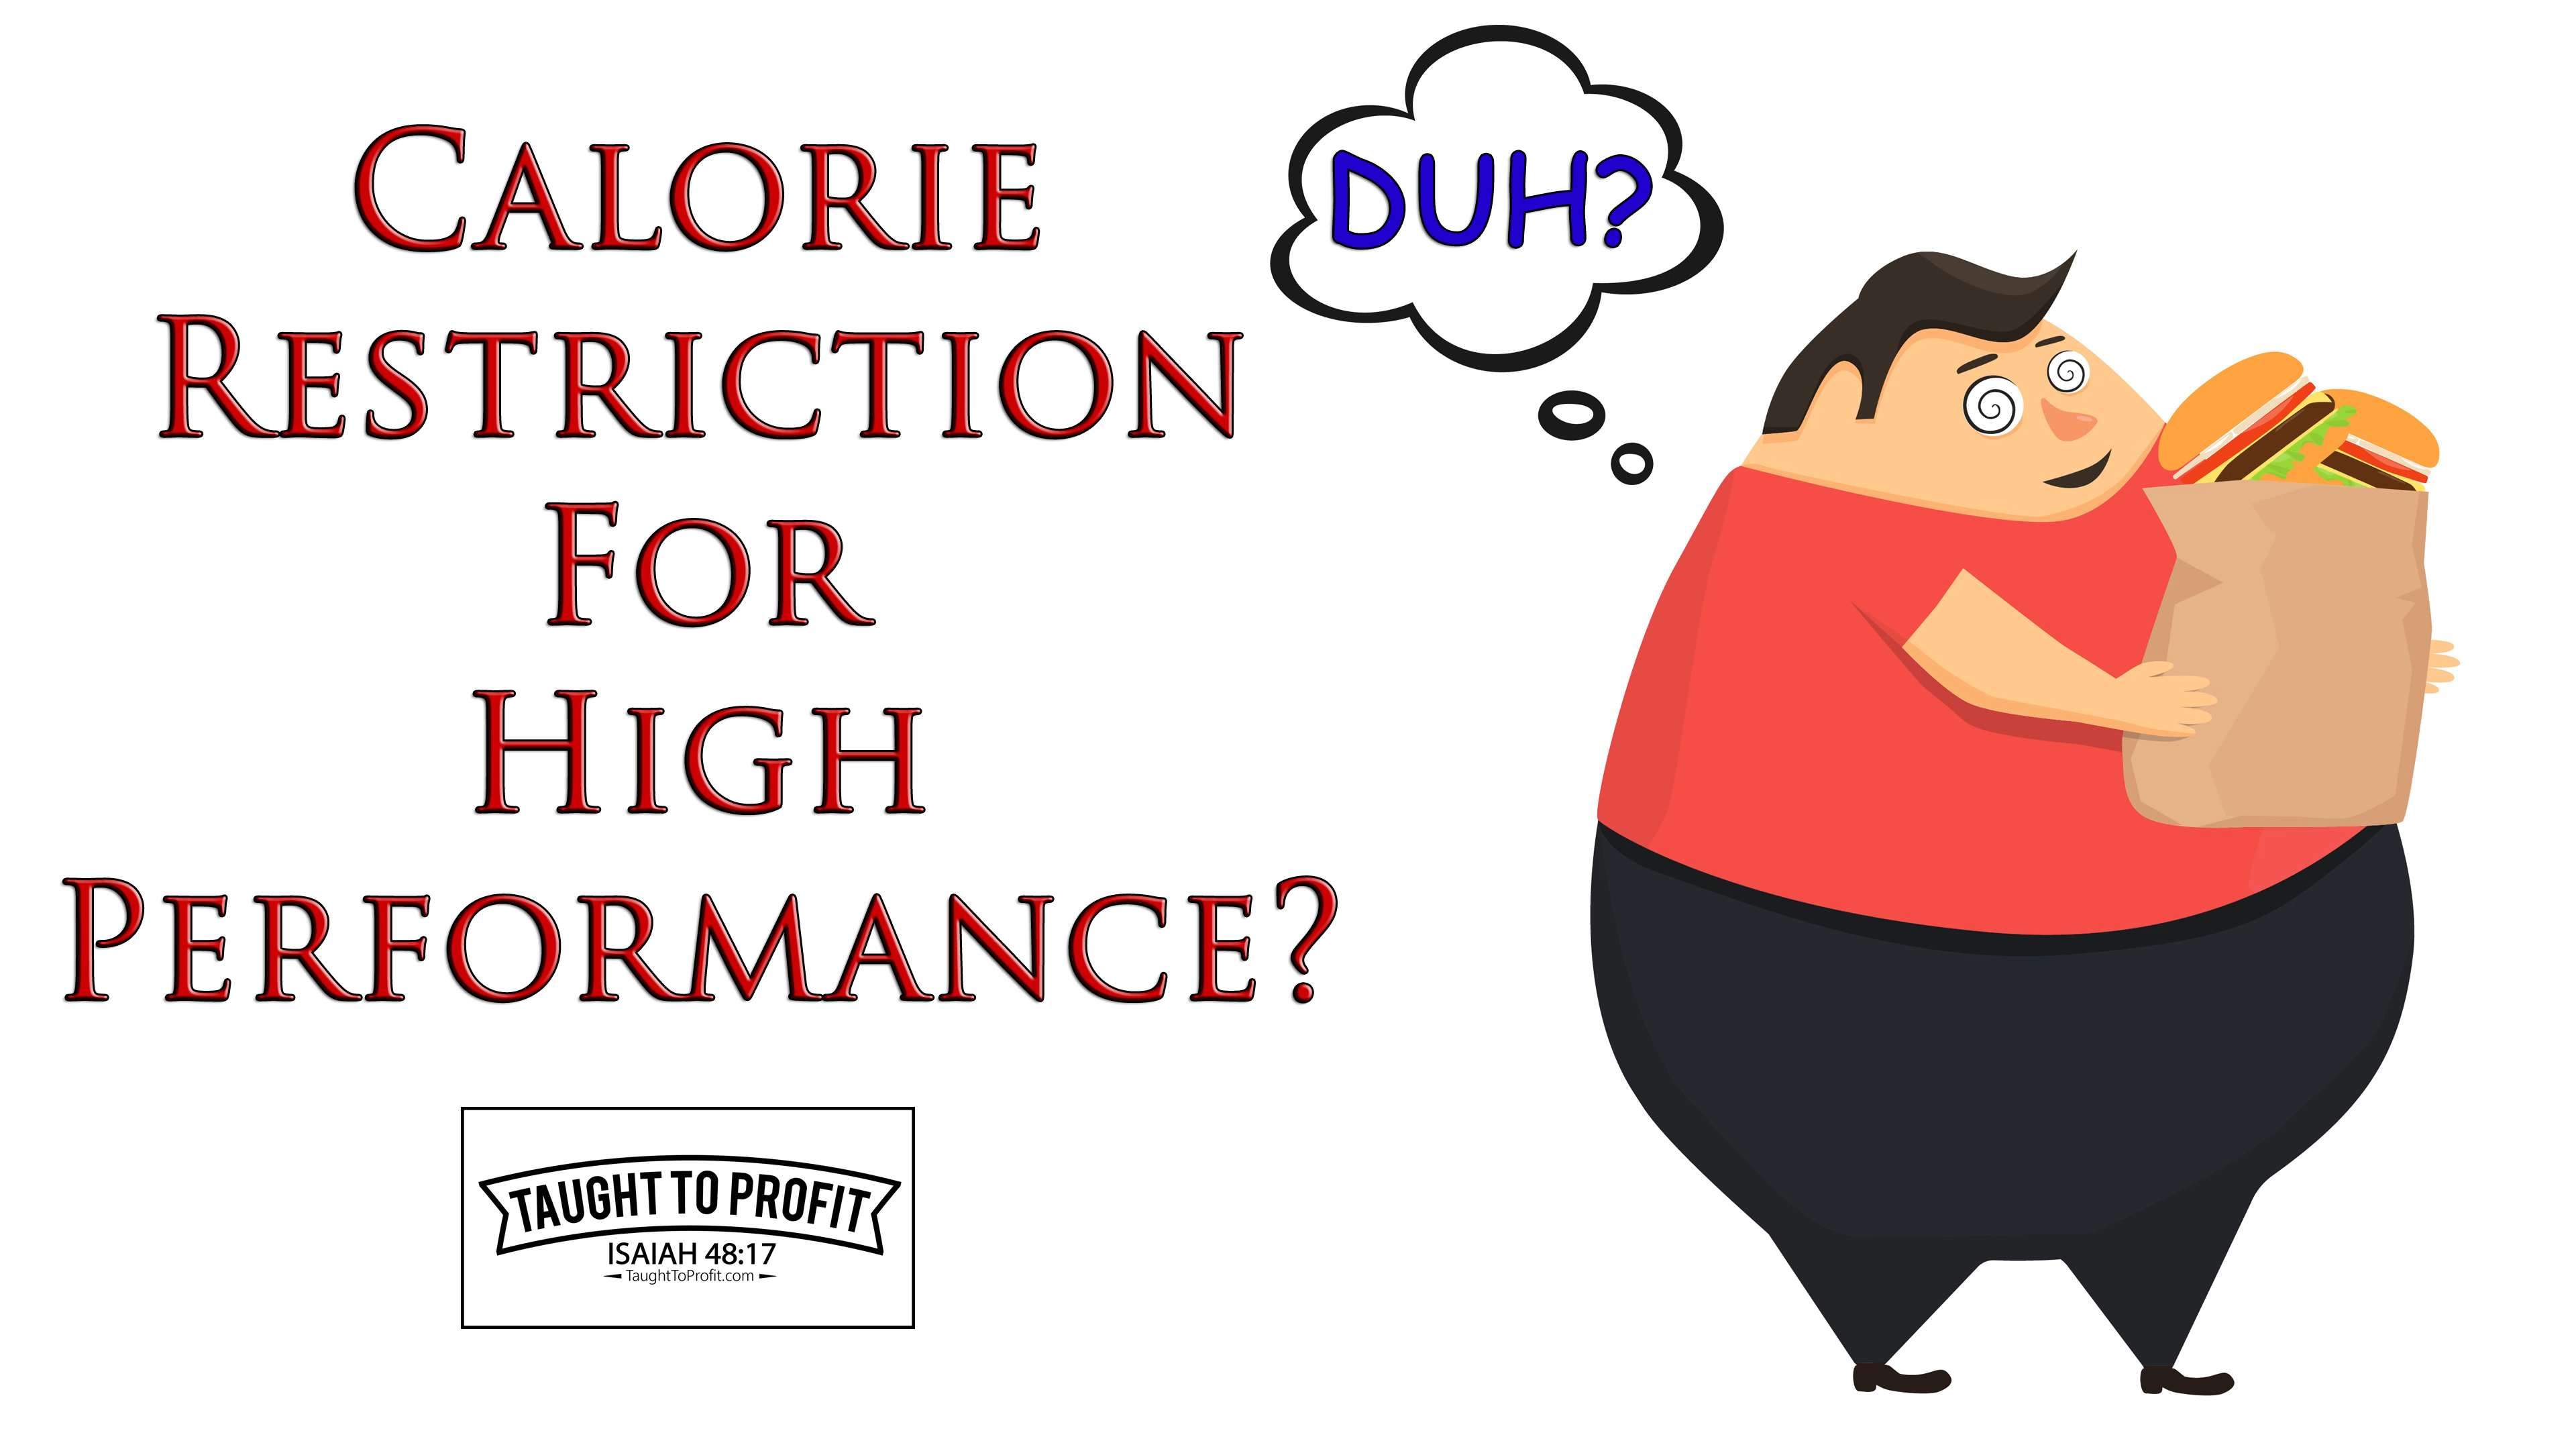 Calorie
Restriction
For
High
Performance?
DUH?
TAUGHT TO PROFIT
ISAIAH 48:17
TaughtToProfit.com